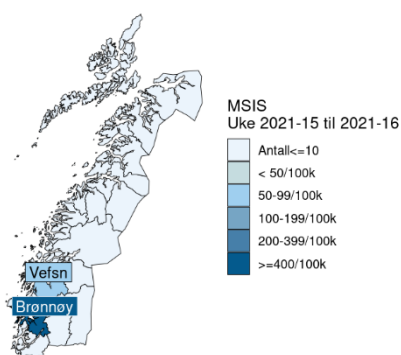 MSIS
Uke 2021-15 til 2021-16
Antall<=10
< 50/100k
50-99/100k
100-199/100k
200-399/100k
>=400/100k
Vefsn
Brønnøy